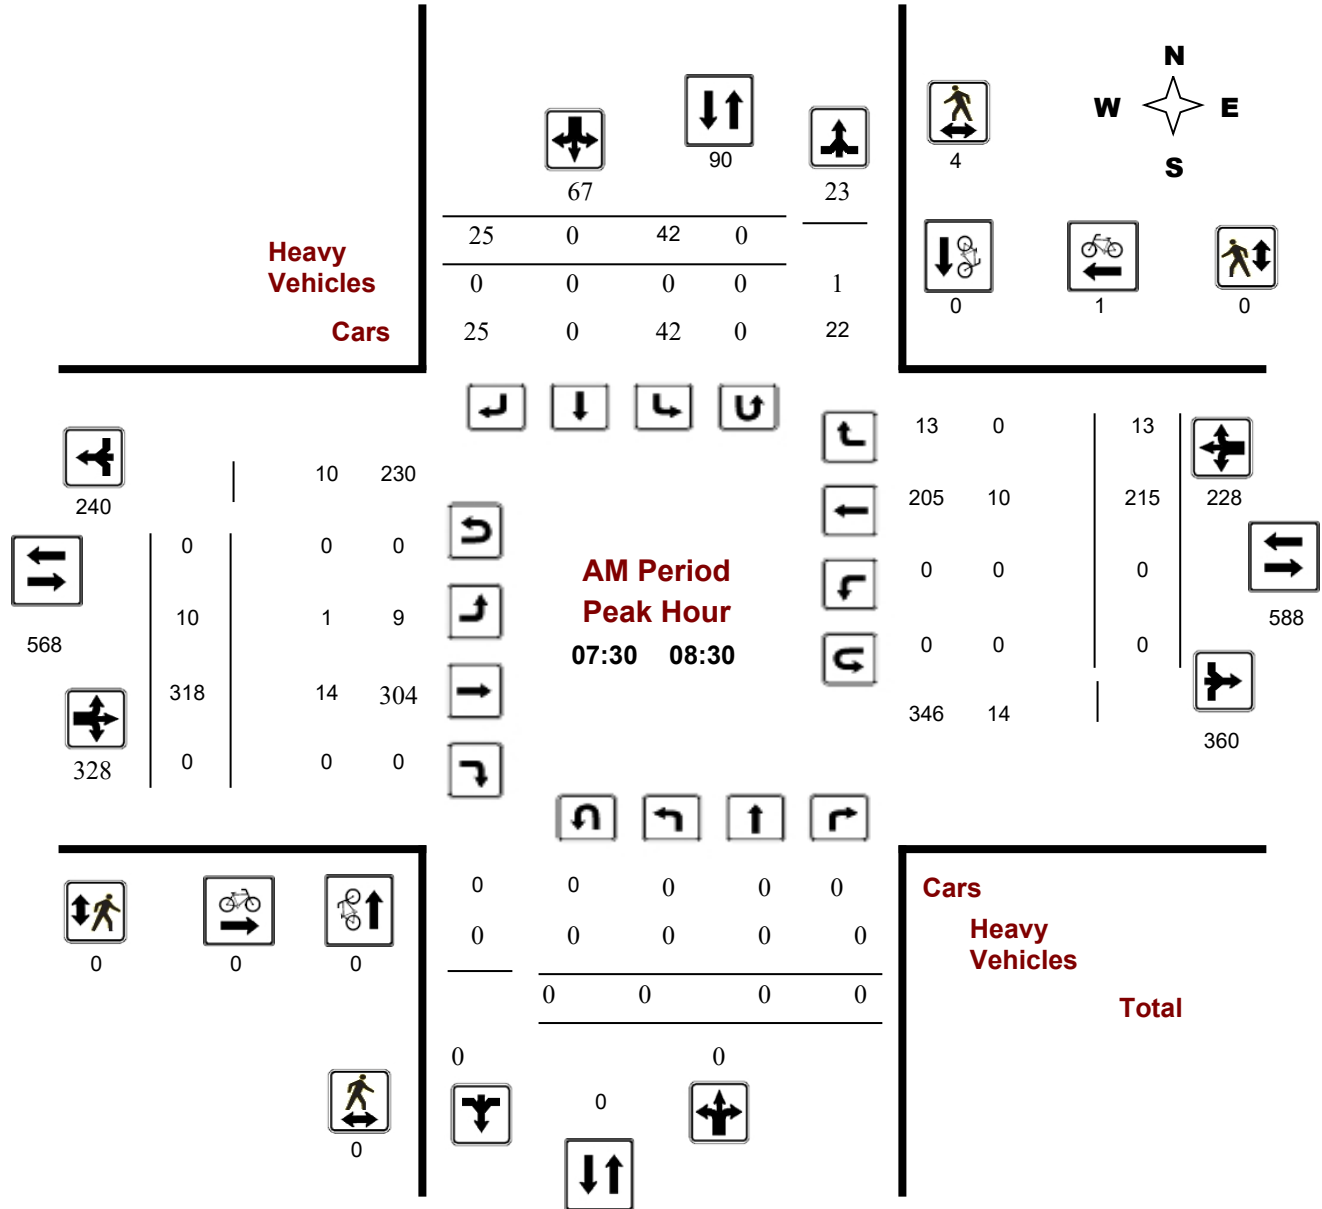 N
W E
S
90
4
67 23
25 0 42 0
Heavy
Vehicles
0 0 0 0 1
0 1 0
Cars
25 0 42 0 22
13 0 13
10 230
240
205 10 215 228
0 0 0
AM Period
0 0 0
Peak Hour
10 1 9
588
568
07:30 08:30
0 0 0
318 14 304
346 14
360
328 0 0 0
0 0 0 0 0
Cars
0 0 0 0 0
Heavy
Vehicles
0 0 0
0 0 0 0
Total
0 0
0
0